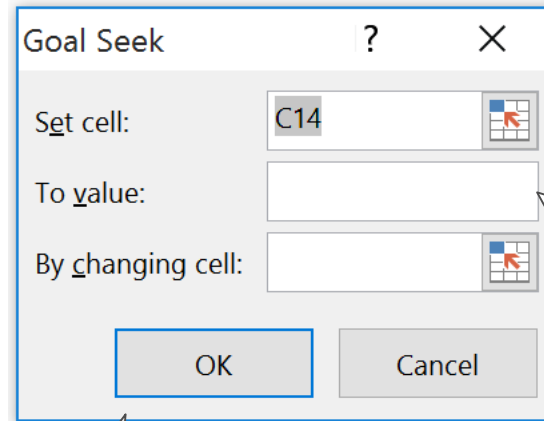 Goal Seek ? X
Set cell: C14
To value:
By changing cell:
OK Cancel